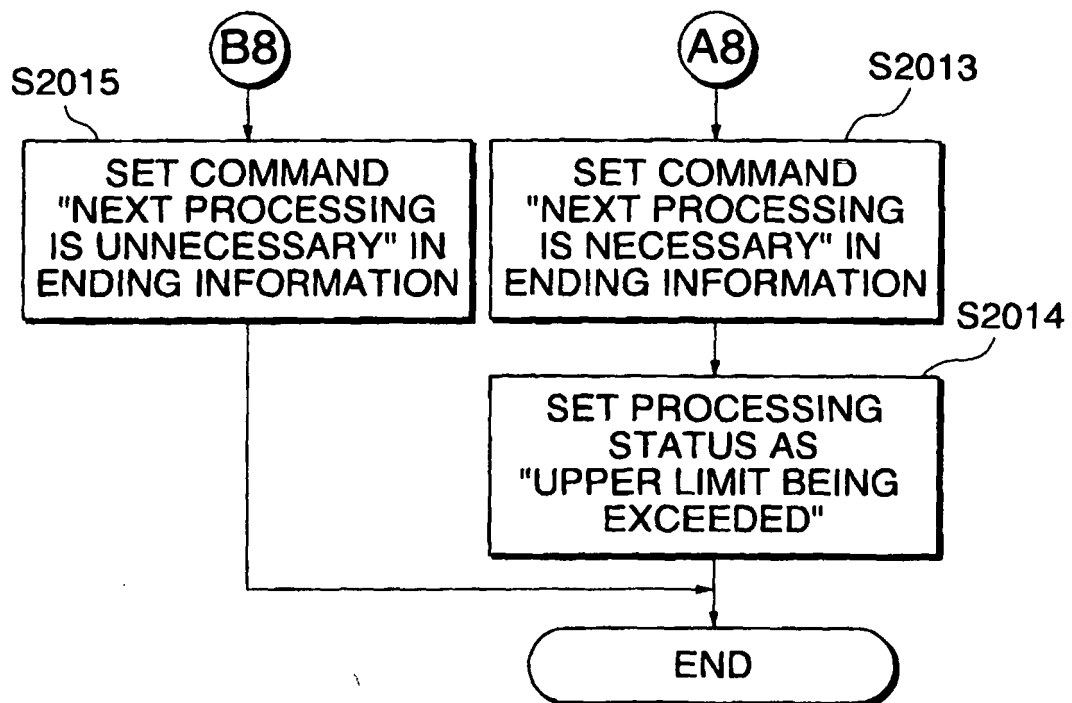 B8
A8
S2015
S2013
SET COMMAND
"NEXT PROCESSING
IS UNNECESSARY" IN
ENDING INFORMATION
SET COMMAND
"NEXT PROCESSING
IS NECESSARY" IN
ENDING INFORMATION
S2014
SET PROCESSING
STATUS AS
"UPPER LIMIT BEING
EXCEEDED"
END